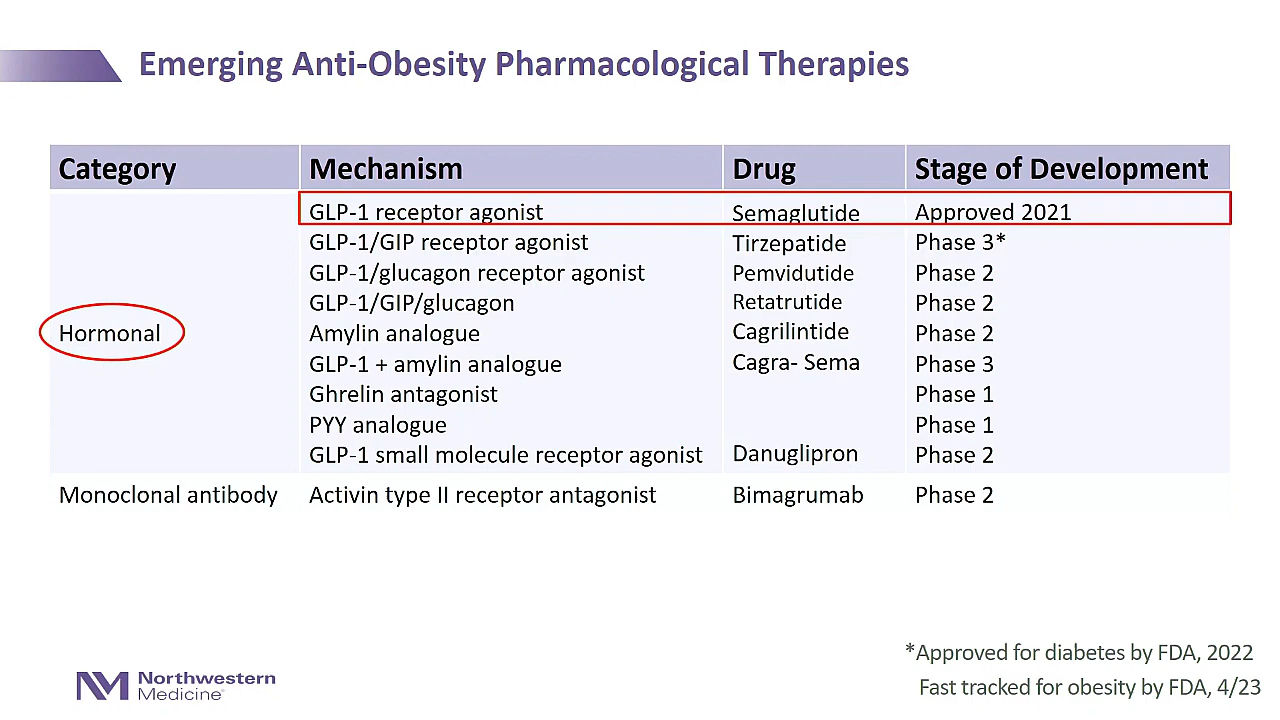 Emerging Anti-Obesity Pharmacological Therapies
Category Mechanism Drug Stage of Development
GLP-1 receptor agonist Semaglutide Approved 2021
GLP-1/GIP receptor agonist Tirzepatide Phase 3*
GLP-1/glucagon receptor agonist Pemvidutide Phase 2
GLP-1/GIP/glucagon Retatrutide Phase 2
Hormonal Amylin analogue Cagrilintide Phase 2
GLP-1 + amylin analogue Cagra- Sema Phase 3
Ghrelin antagonist Phase 1
PYY analogue Phase 1
GLP-1 small molecule receptor agonist Danuglipron Phase 2
Monoclonal antibody Activin type II receptor antagonist Bimagrumab Phase 2
*Approved for diabetes by FDA, 2022
Fast tracked for obesity by FDA, 4/23
NM Northwestern
Medicine®